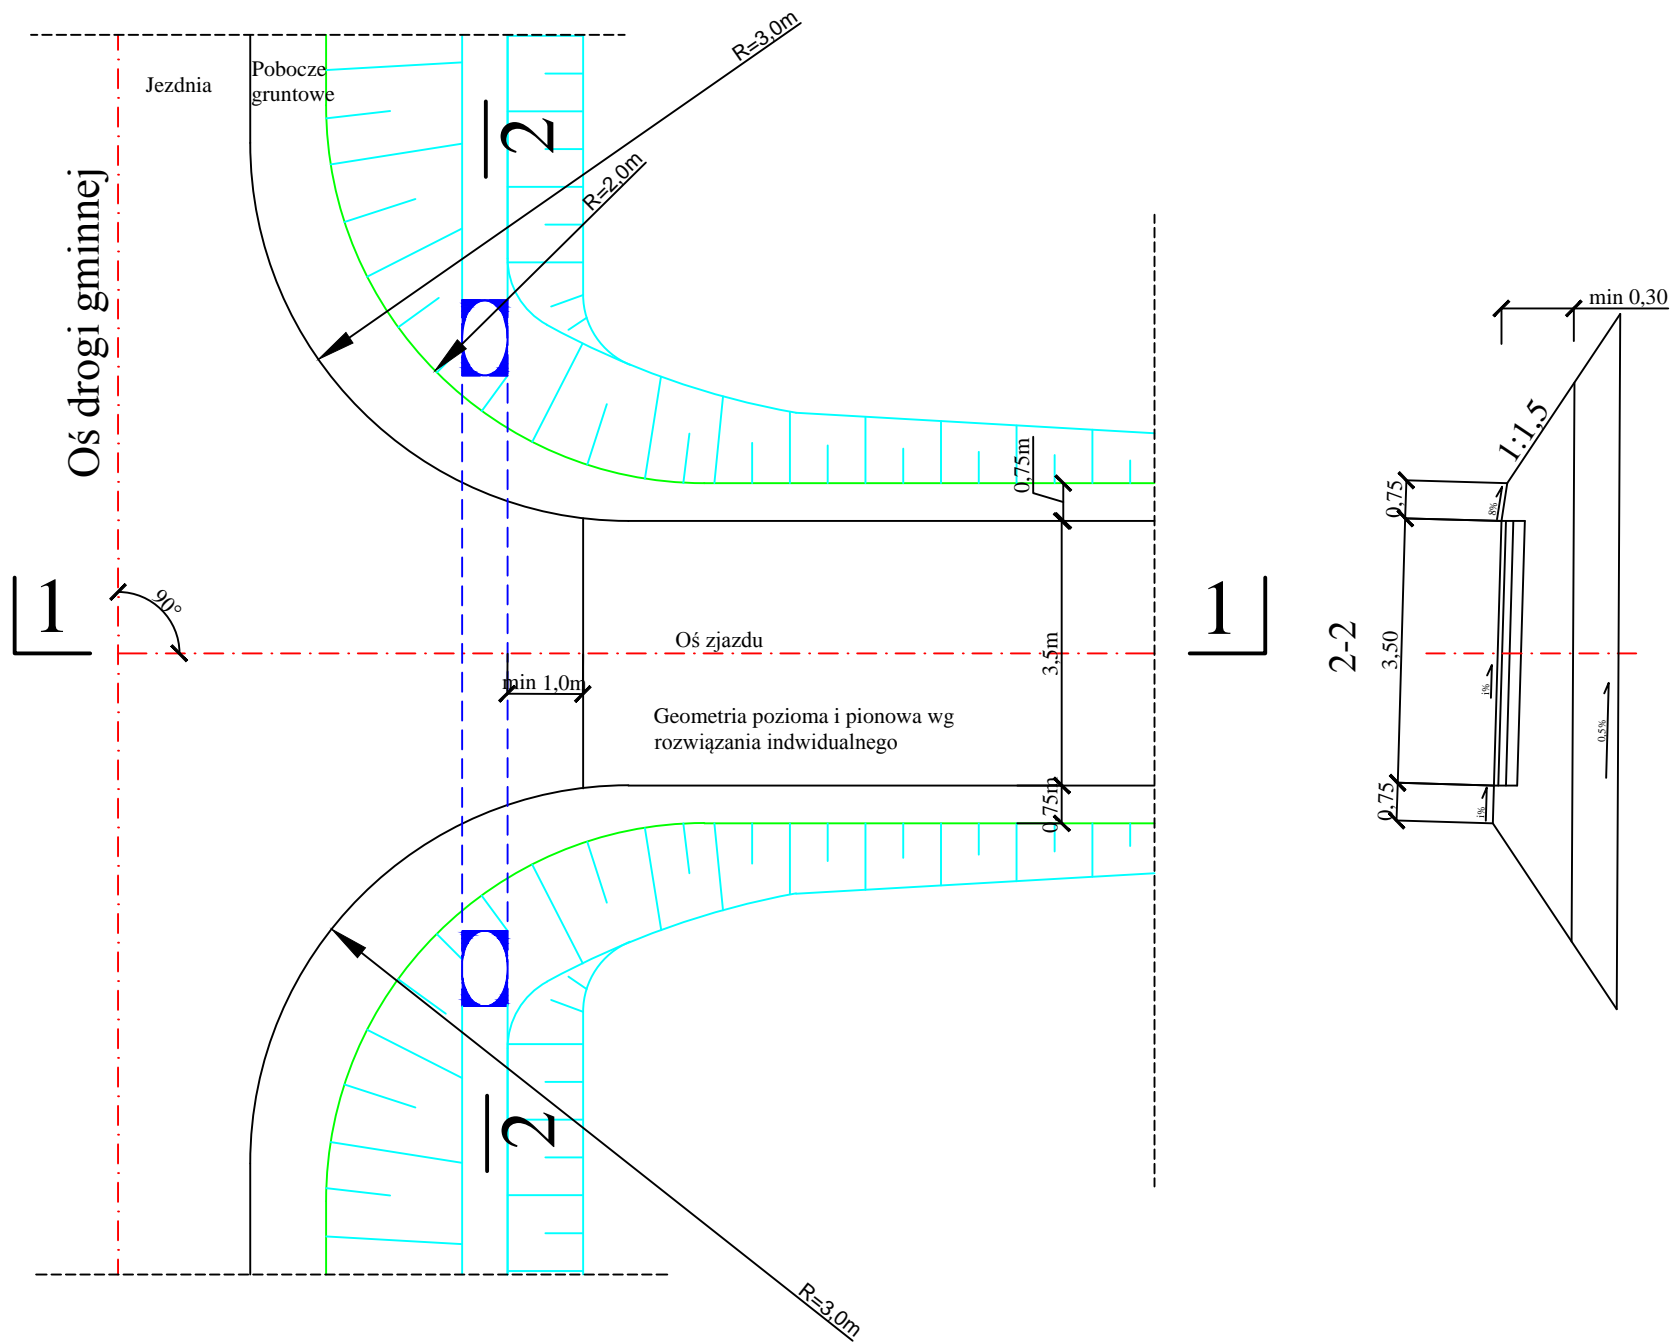 Jezdnia
Pobocze
gruntowe
Oś drogi gminnej
R=3,0m
R=2,0m
2
min 0,30
1:1,5
0,75m
0,75
8%
1
90°
Oś zjazdu
1
2-2
3,5m
3,50
min 1,0m
i%
0,5%
Geometria pozioma i pionowa wg
rozwiązania indwidualnego
0,75m
0,75
i%
2
R=3,0m